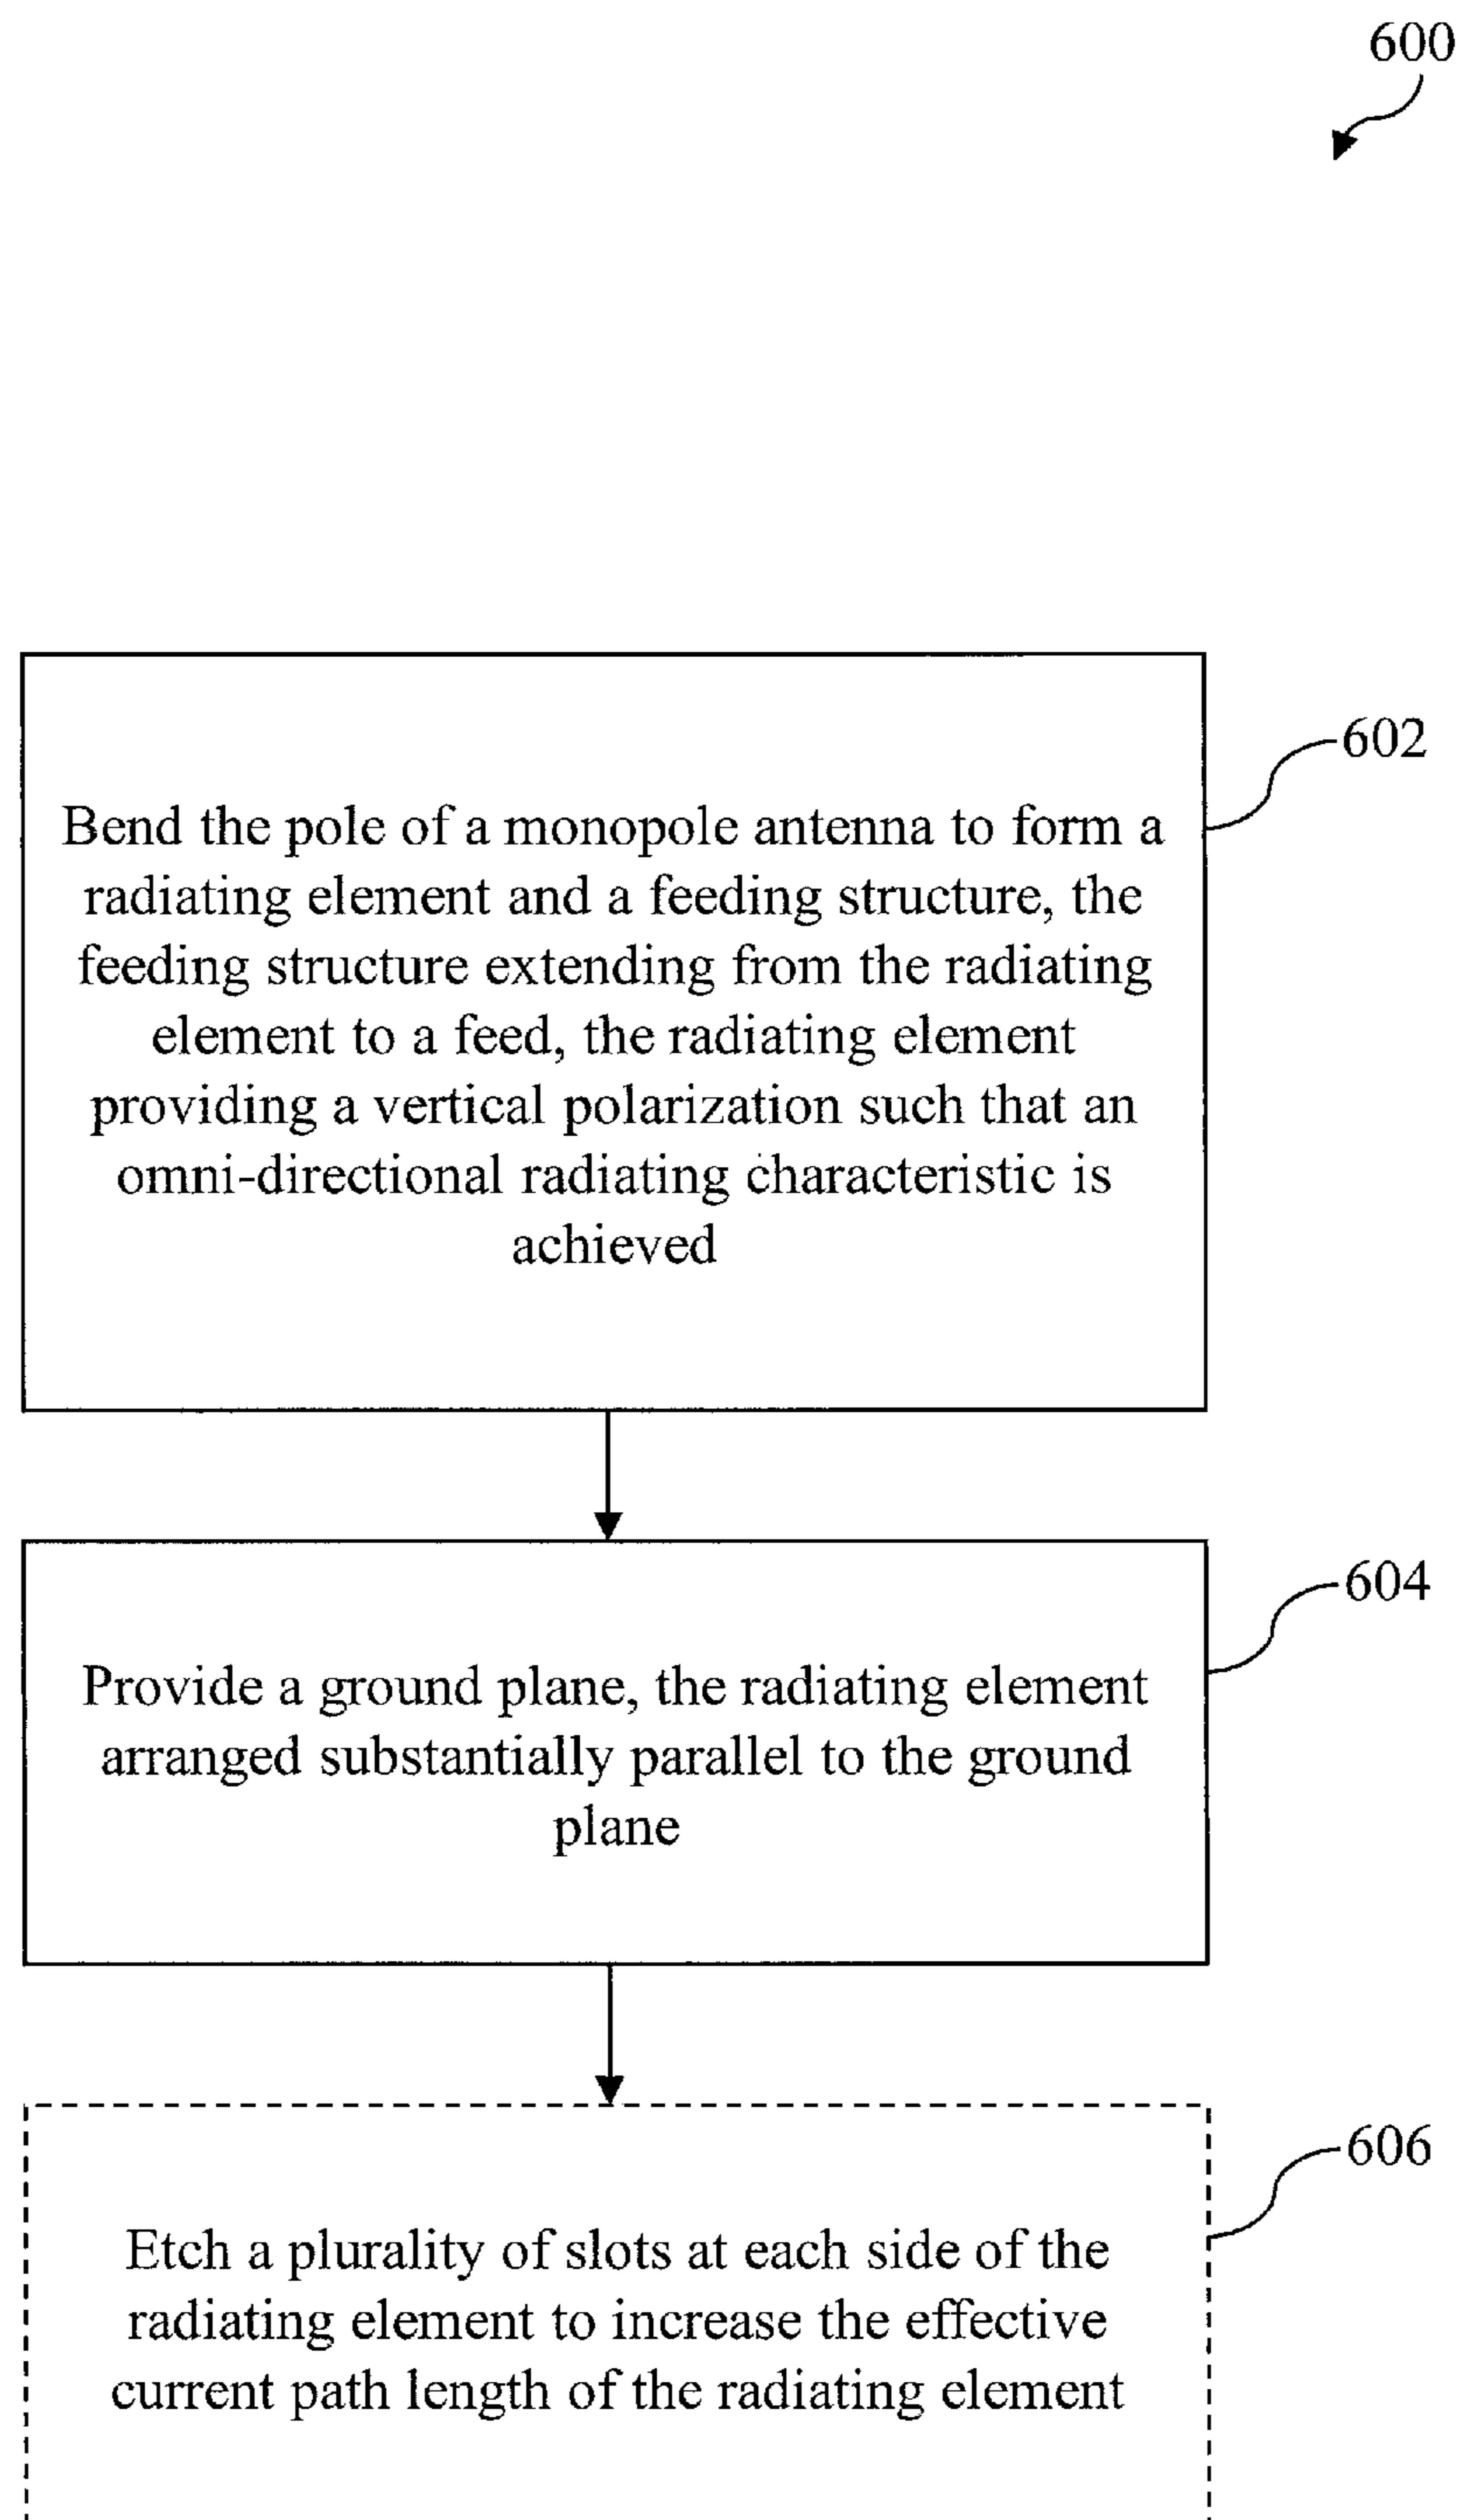 600
602
Bend the pole of a monopole antenna to form a
radiating element and a feeding structure, the
feeding structure extending from the radiating
element to a feed, the radiating element
providing a vertical polarization such that an
omni-directional radiating characteristic is
achieved
604
Provide a ground plane, the radiating element
arranged substantially parallel to the ground
plane
606
Etch a plurality of slots at each side of the
radiating element to increase the effective
current path length of the radiating element